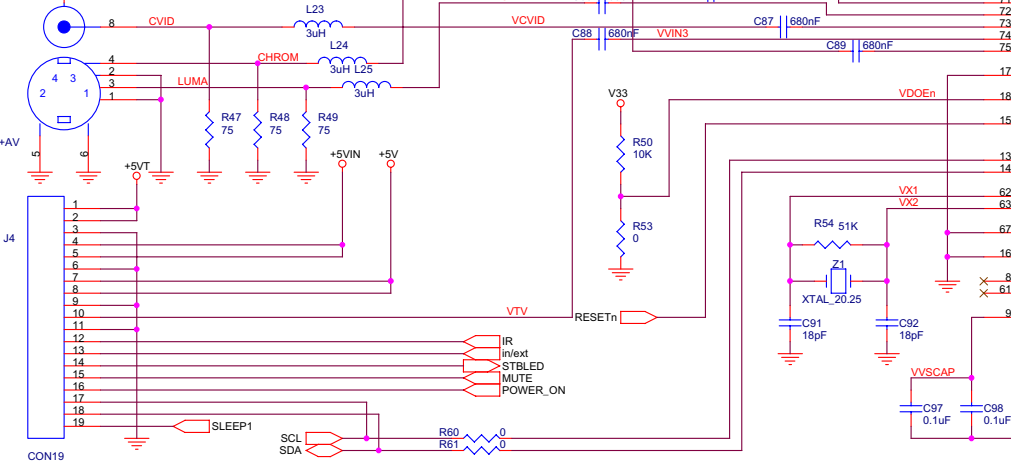 L23
71
72
8 CVID 3uH VCVID C87 680nF 73
C88 680nF VVIN3 74
L24
C89 680nF 75
4 CHROM
3uH L25
4 3 2
17
LUMA 3
3uH
2 1 1
V33 VDOEn 18
R47 R48 R49
75 75 75
15
+AV
R50
10K
5 6
+5VIN +5V
13
+5VT
14
VX1 62
1
VX2 63
2
R53 R54 51K
0
3 67
J4 4
5 16
6 Z1
7 8
8 XTAL_20.25 61
9
10 VTV RESETn 9
11 C91 C92
12 IR 18pF 18pF
13 in/ext
14 STBLED
15 MUTE VVSCAP
16 POWER_ON
17
18 C97 C98
19 SLEEP1 0.1uF 0.1uF
R60 0
SCL
R61 0
SDA
CON19